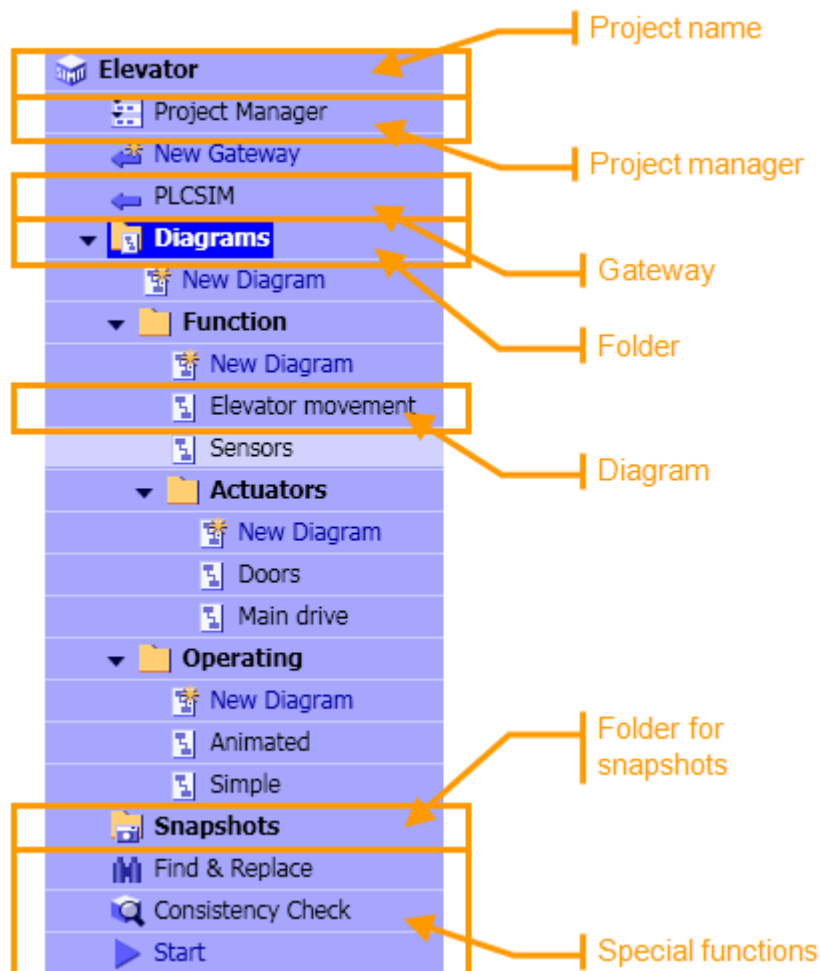 Project name
Elevator
Project Manager
New Gateway
Project manager
PLCSIM
Diagrams
Gateway
New Diagram
Function
Folder
New Diagram
Elevator movement
Sensors
Diagram
Actuators
New Diagram
Doors
Main drive
Operating
New Diagram
Folder for
snapshots
Animated
Simple
Snapshots
Find & Replace
Consistency Check
Start
Special functions